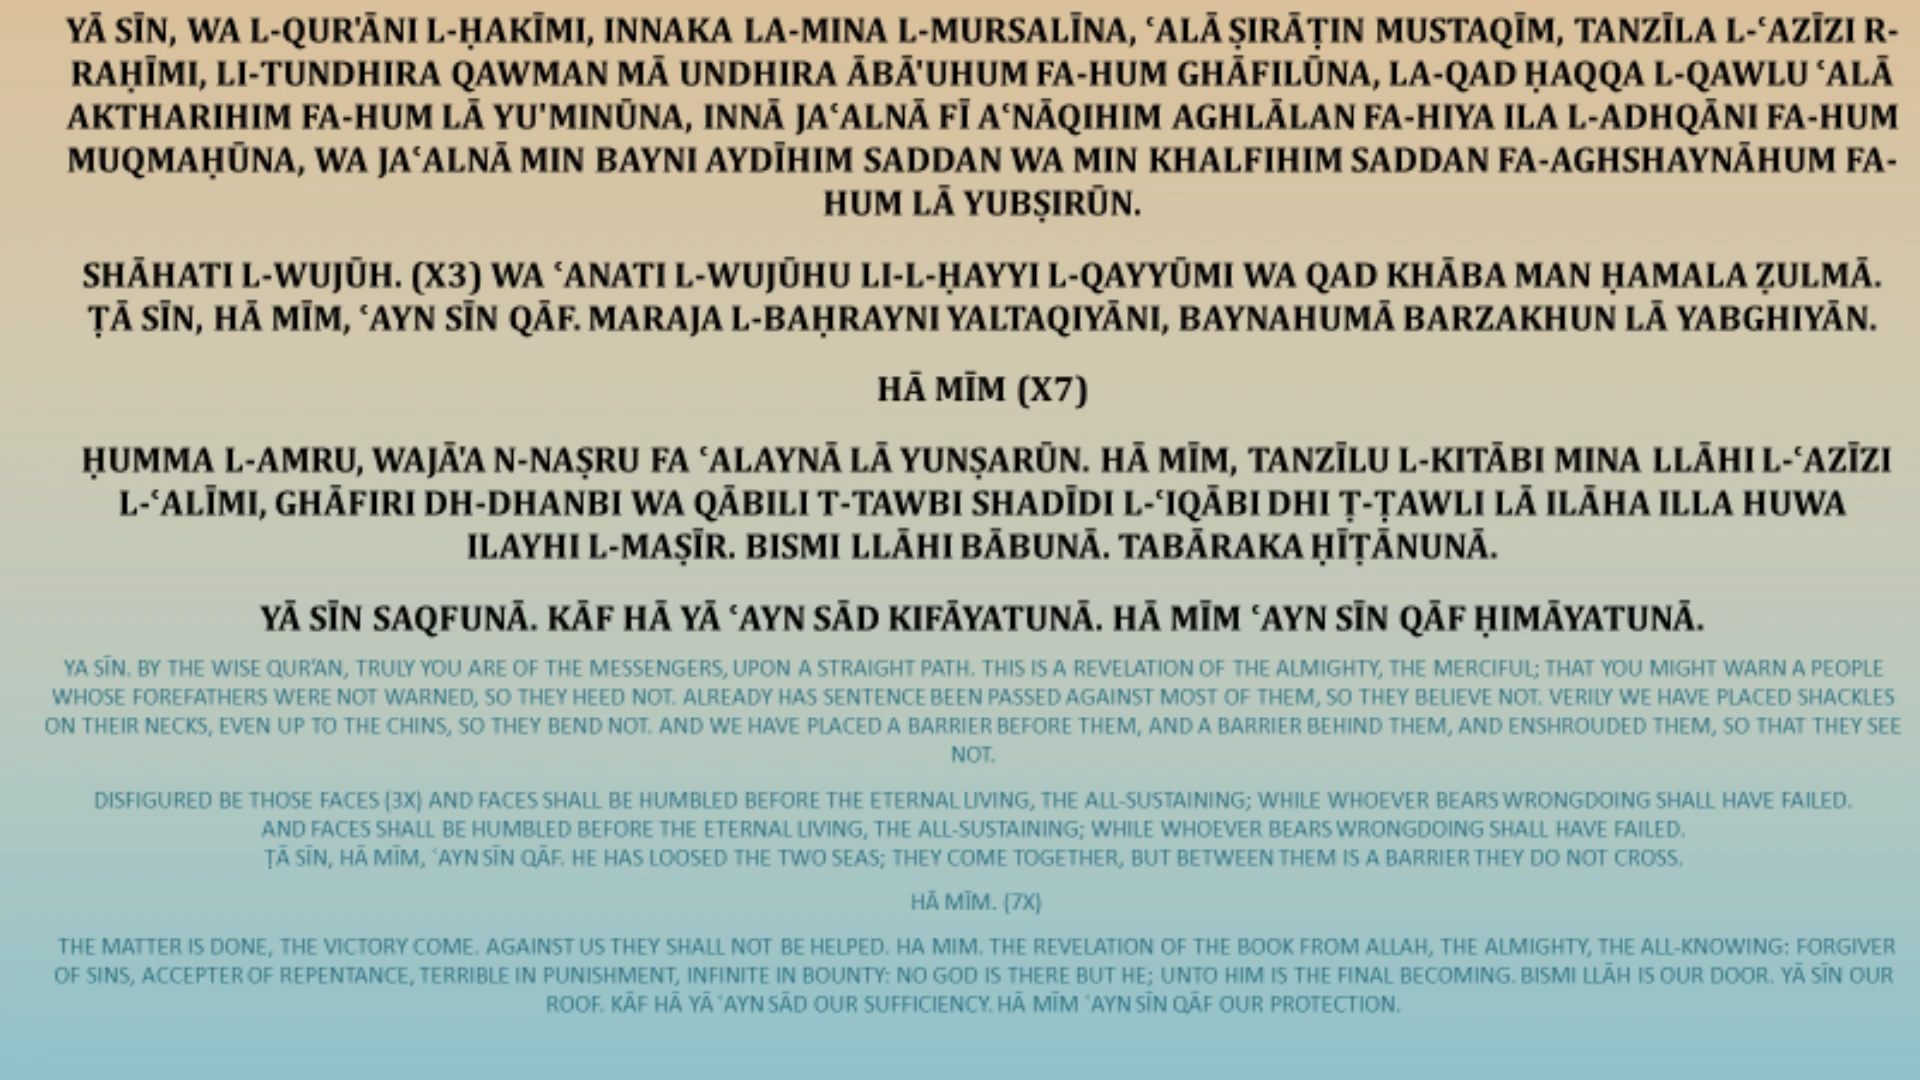 YĀ SĪN, WA L-QUR'ĀNI L-ḤAKĪMI, INNAKA LA-MINA L-MURSALĪNA, ʿALĀ ṢIRĀṬIN MUSTAQĪM, TANZĪLA L-ʿAZĪZI R-
RAḤĪMI, LI-TUNDHIRA QAWMAN MĀ UNDHIRA ĀBĀ'UHUM FA-HUM GHĀFILŪNA, LA-QAD ḤAQQA L-QAWLU ʿALĀ
AKTHARIHIM FA-HUM LĀ YU'MINŪNA, INNĀ JAʿALNĀ FĪ AʿNĀQIHIM AGHLĀLAN FA-HIYA ILA L-ADHQĀNI FA-HUM
MUQMAḤŪNA, WA JAʿALNĀ MIN BAYNI AYDĪHIM SADDAN WA MIN KHALFIHIM SADDAN FA-AGHSHAYNĀHUM FA-
HUM LĀ YUBṢIRŪN.
SHĀHATI L-WUJŪH. (X3) WA ʿANATI L-WUJŪHU LI-L-ḤAYYI L-QAYYŪMI WA QAD KHĀBA MAN ḤAMALA ẒULMĀ.
ṬĀ SĪN, HĀ MĪM, ʿAYN SĪN QĀF. MARAJA L-BAḤRAYNI YALTAQIYĀNI, BAYNAHUMĀ BARZAKHUN LĀ YABGHIYĀN.
HĀ MĪM (X7)
ḤUMMA L-AMRU, WAJĀ'A N-NAṢRU FA ʿALAYNĀ LĀ YUNṢARŪN. HĀ MĪM, TANZĪLU L-KITĀBI MINA LLĀHI L-ʿAZĪZI
L-ʿALĪMI, GHĀFIRI DH-DHANBI WA QĀBILI T-TAWBI SHADĪDI L-ʿIQĀBI DHI Ṭ-ṬAWLI LĀ ILĀHA ILLA HUWA
ILAYHI L-MAṢĪR. BISMI LLĀHI BĀBUNĀ. TABĀRAKA ḤĪṬĀNUNĀ.
YĀ SĪN SAQFUNĀ. KĀF HĀ YĀ ʿAYN SĀD KIFĀYATUNĀ. HĀ MĪM ʿAYN SĪN QĀF ḤIMĀYATUNĀ.
YA SĪN. BY THE WISE QUR'AN, TRULY YOU ARE OF THE MESSENGERS, UPON A STRAIGHT PATH. THIS IS A REVELATION OF THE ALMIGHTY, THE MERCIFUL; THAT YOU MIGHT WARN A PEOPLE
WHOSE FOREFATHERS WERE NOT WARNED, SO THEY HEED NOT. ALREADY HAS SENTENCE BEEN PASSED AGAINST MOST OF THEM, SO THEY BELIEVE NOT. VERILY WE HAVE PLACED SHACKLES
ON THEIR NECKS, EVEN UP TO THE CHINS, SO THEY BEND NOT. AND WE HAVE PLACED A BARRIER BEFORE THEM, AND A BARRIER BEHIND THEM, AND ENSHROUDED THEM, SO THAT THEY SEE
NOT.
DISFIGURED BE THOSE FACES (3X) AND FACES SHALL BE HUMBLED BEFORE THE ETERNAL LIVING, THE ALL-SUSTAINING; WHILE WHOEVER BEARS WRONGDOING SHALL HAVE FAILED.
AND FACES SHALL BE HUMBLED BEFORE THE ETERNAL LIVING, THE ALL-SUSTAINING; WHILE WHOEVER BEARS WRONGDOING SHALL HAVE FAILED.
ṬĀ SĪN, HĀ MĪM, ʿAYN SĪN QĀF. HE HAS LOOSED THE TWO SEAS; THEY COME TOGETHER, BUT BETWEEN THEM IS A BARRIER THEY DO NOT CROSS.
HĀ MĪM. (7X)
THE MATTER IS DONE, THE VICTORY COME. AGAINST US THEY SHALL NOT BE HELPED. HA MIM. THE REVELATION OF THE BOOK FROM ALLAH, THE ALMIGHTY, THE ALL-KNOWING: FORGIVER
OF SINS, ACCEPTER OF REPENTANCE, TERRIBLE IN PUNISHMENT, INFINITE IN BOUNTY: NO GOD IS THERE BUT HE; UNTO HIM IS THE FINAL BECOMING. BISMI LLĀH IS OUR DOOR. YĀ SĪN OUR
ROOF. KĀF HĀ YĀ ʿAYN SĀD OUR SUFFICIENCY. HĀ MĪM ʿAYN SĪN QĀF OUR PROTECTION.